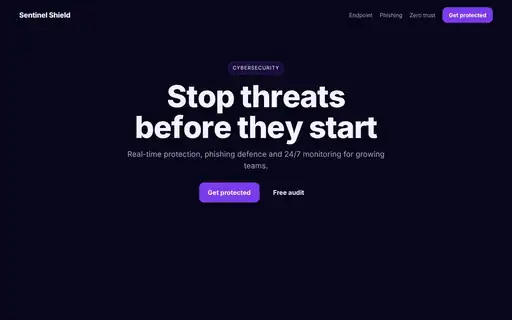 Sentinel Shield
Endpoint Phishing Zero trust Get protected
CYBERSECURITY
Stop threats
before they start
Real-time protection, phishing defence and 24/7 monitoring for growing
teams.
Get protected Free audit